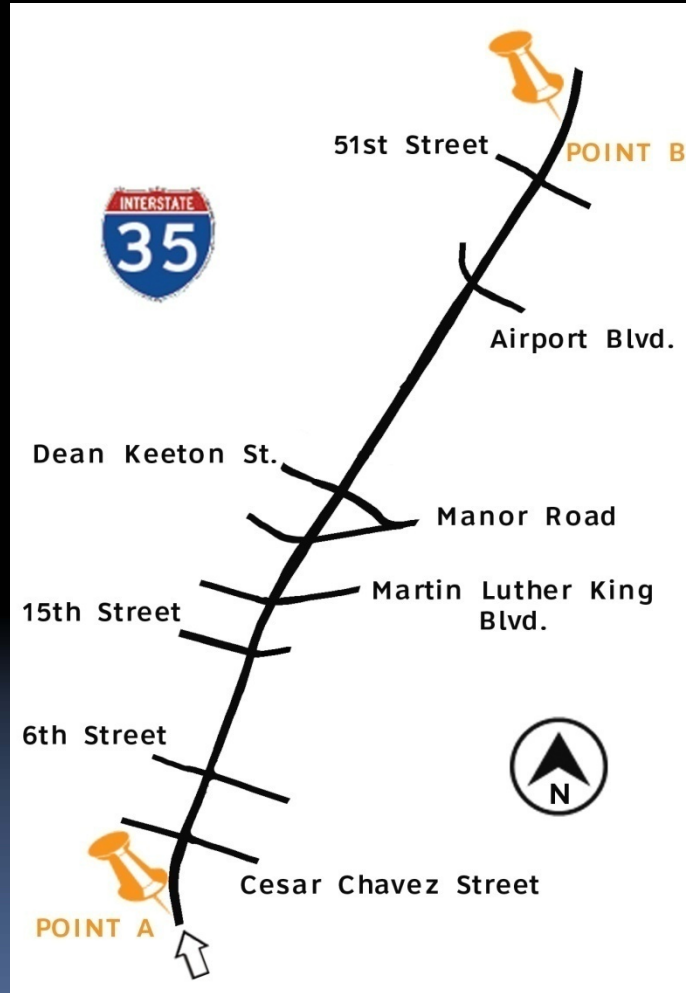 51st Street
POINT B
INTERSTATE
35
Airport Blvd.
Dean Keeton St.
Manor Road
Martin Luther King
Blvd.
15th Street
6th Street
N
Cesar Chavez Street
POINT A